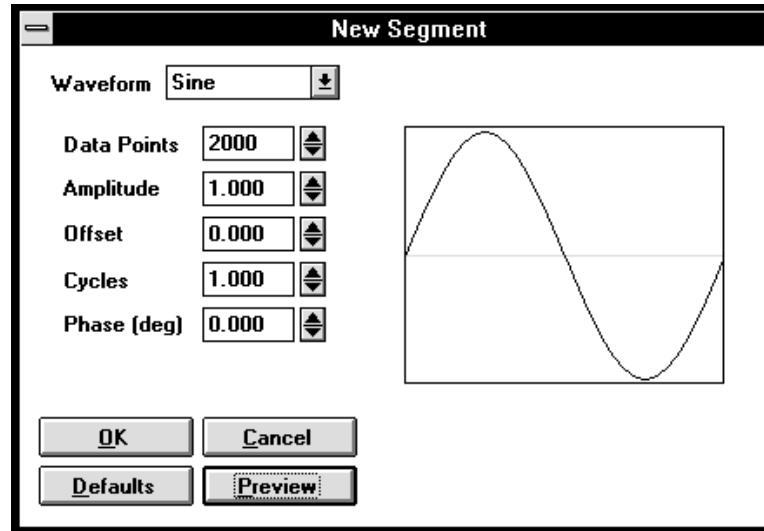 New Segment
Waveform Sine
Data Points 2000
Amplitude 1.000
Offset 0.000
Cycles 1.000
Phase (deg) 0.000
OK Cancel
Defaults Preview